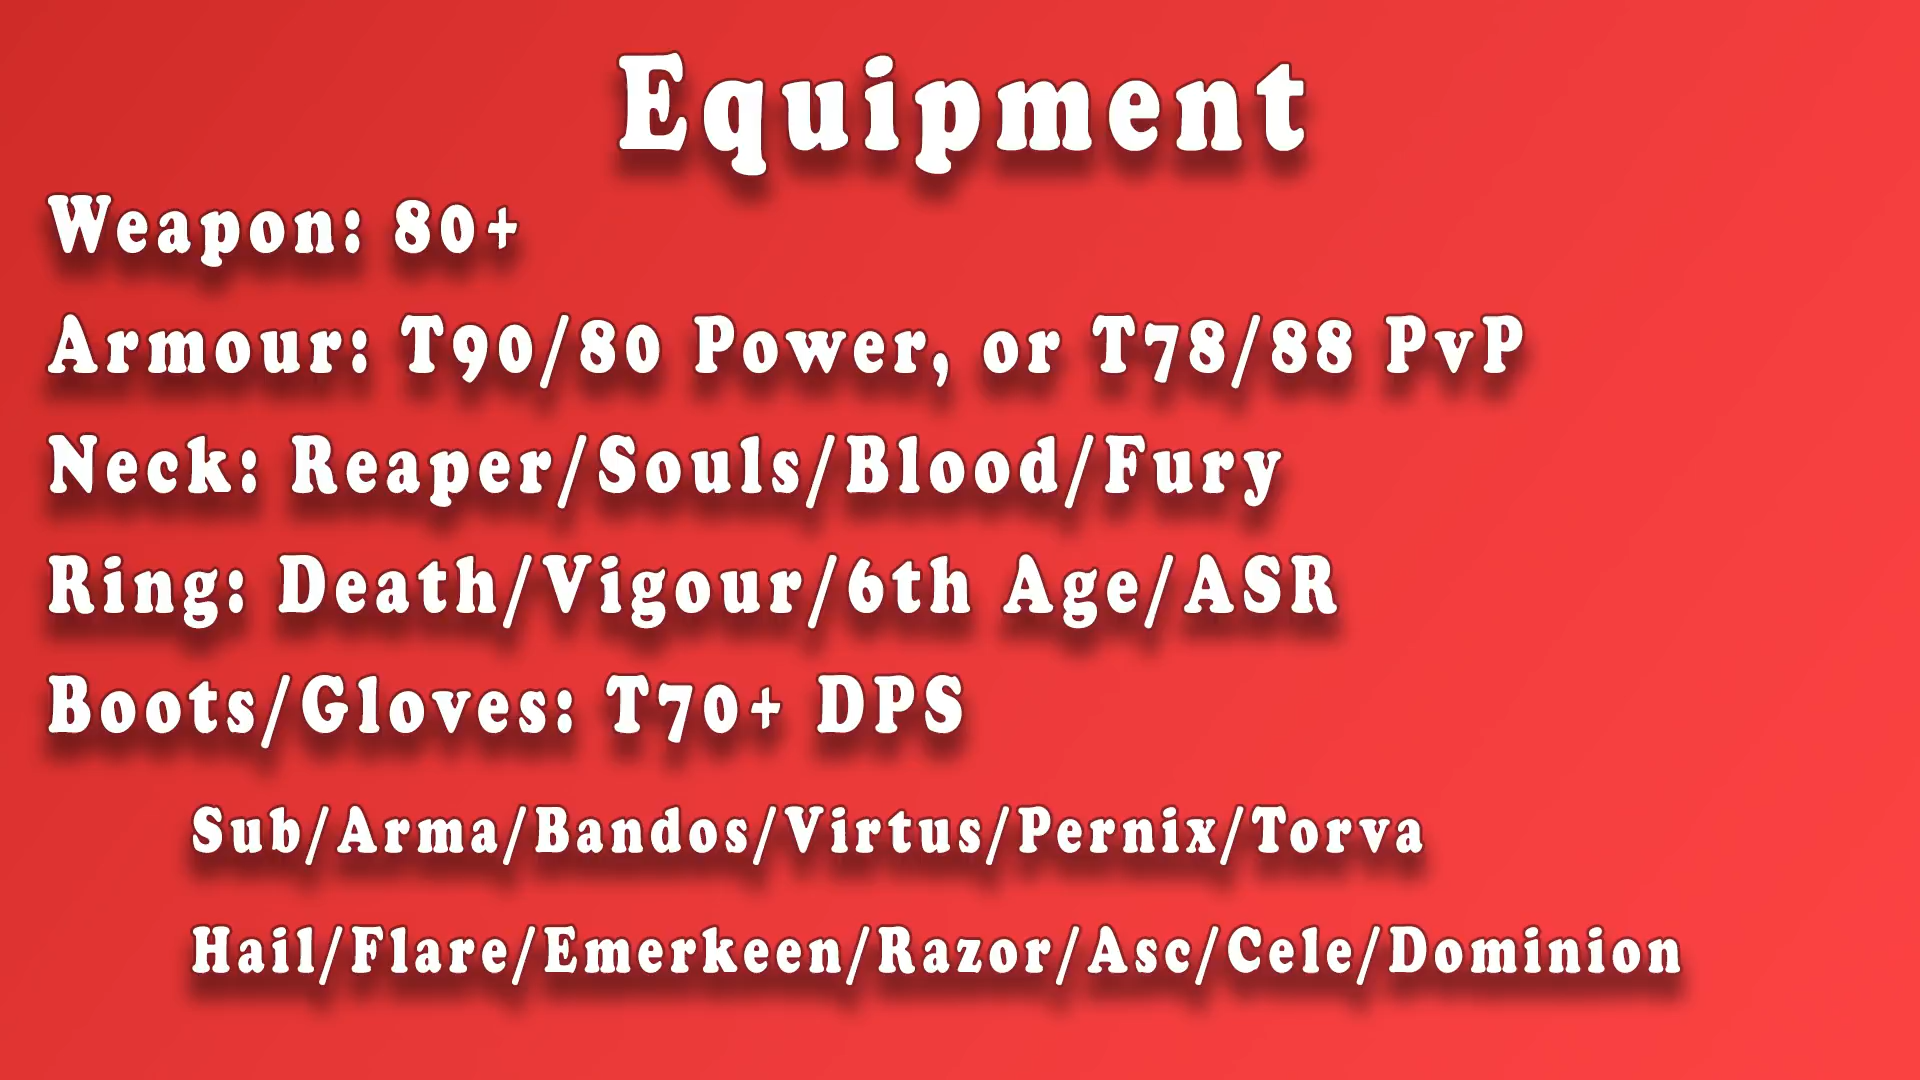 Equipment
Weapon: 80+
Armour: T90/80 Power, or T78/88 PvP
Neck: Reaper/Souls/Blood/Fury
Ring: Death/Vigour/6th Age/ASR
Boots/Gloves: T70+ DPS
Sub/Arma/Bandos/Virtus/Pernix/Torva
Hail/Flare/Emerkeen/Razor/Asc/Cele/Dominion